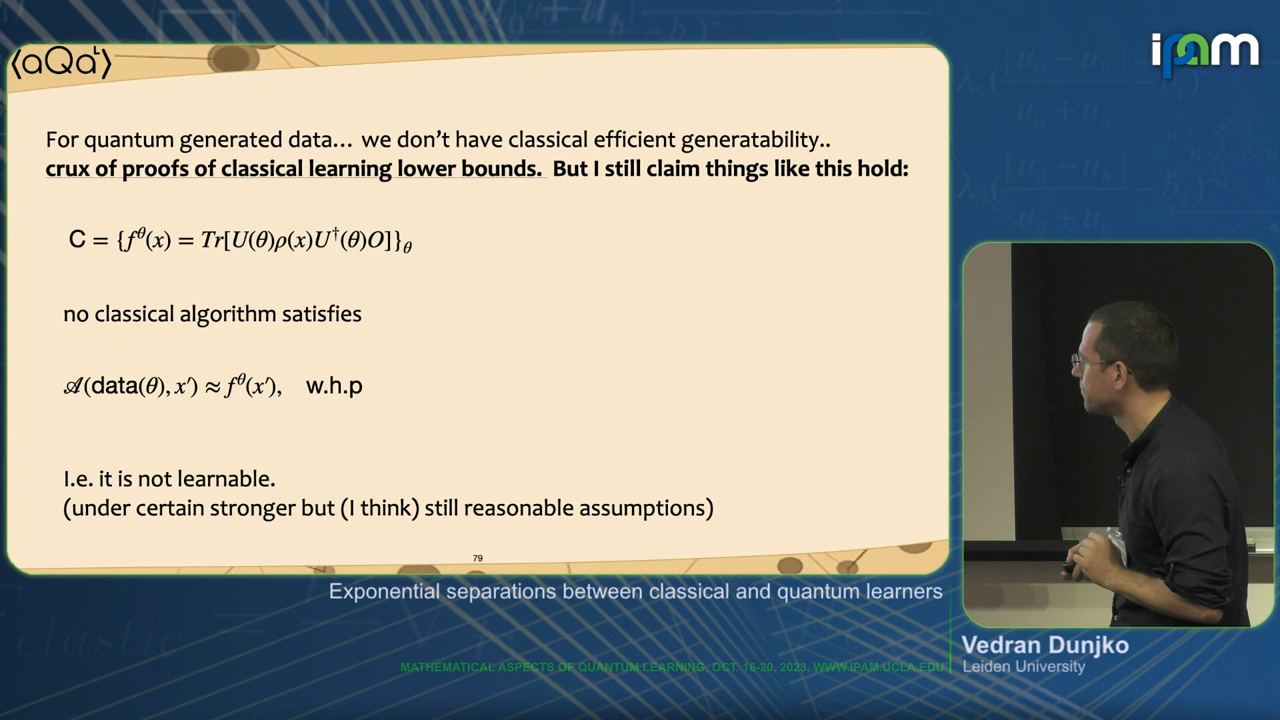 ⟨aQaᴸ⟩
ipam
For quantum generated data... we don't have classical efficient generatability..
crux of proofs of classical learning lower bounds. But I still claim things like this hold:
C = {f^θ(x) = Tr[U(θ)ρ(x)U^†(θ)O]}_θ
no classical algorithm satisfies
𝒜(data(θ), x′) ≈ f^θ(x′), w.h.p
I.e. it is not learnable.
(under certain stronger but (I think) still reasonable assumptions)
79
Exponential separations between classical and quantum learners
Vedran Dunjko
MATHEMATICAL ASPECTS OF QUANTUM LEARNING, OCT. 16-20, 2023, WWW.IPAM.UCLA.EDU
Leiden University
elastic